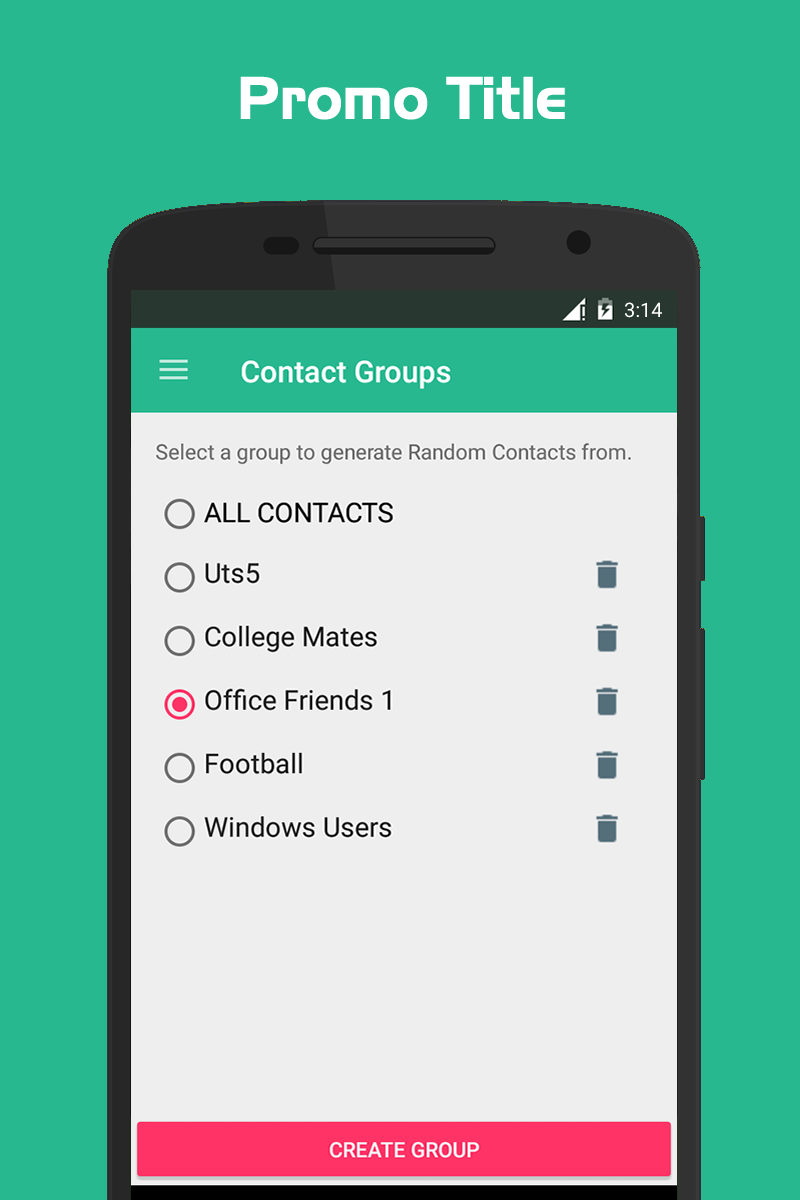 Promo Title
3:14
Contact Groups
Select a group to generate Random Contacts from.
ALL CONTACTS
Uts5
College Mates
Office Friends 1
Football
Windows Users
CREATE GROUP